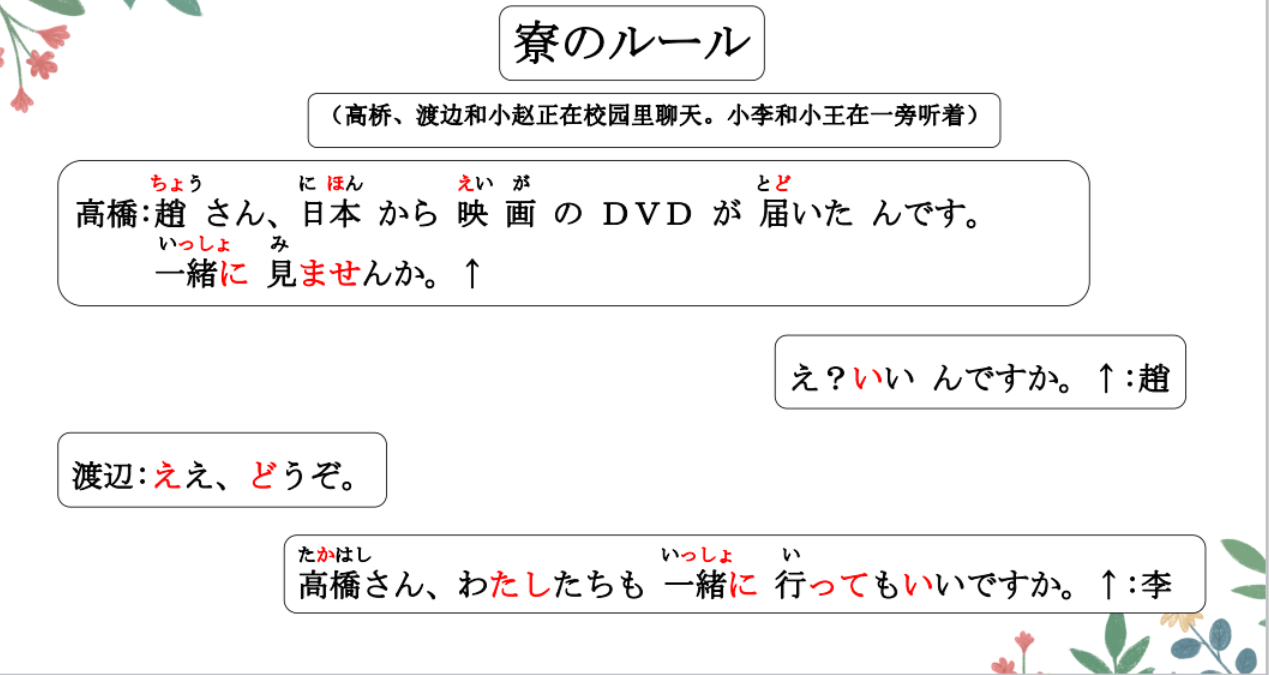 寮のルール
（高桥、渡边和小赵正在校园里聊天。小李和小王在一旁听着）
ちょう に ほん えい が とど
高橋：趙 さん、日本 から 映 画 の ＤＶＤ が 届いた んです。
いっしょ み
一緒に 見ませんか。↑
え？いい んですか。↑：趙
渡辺：ええ、どうぞ。
たかはし いっしょ い
高橋さん、わたしたちも 一緒に 行ってもいいですか。↑：李